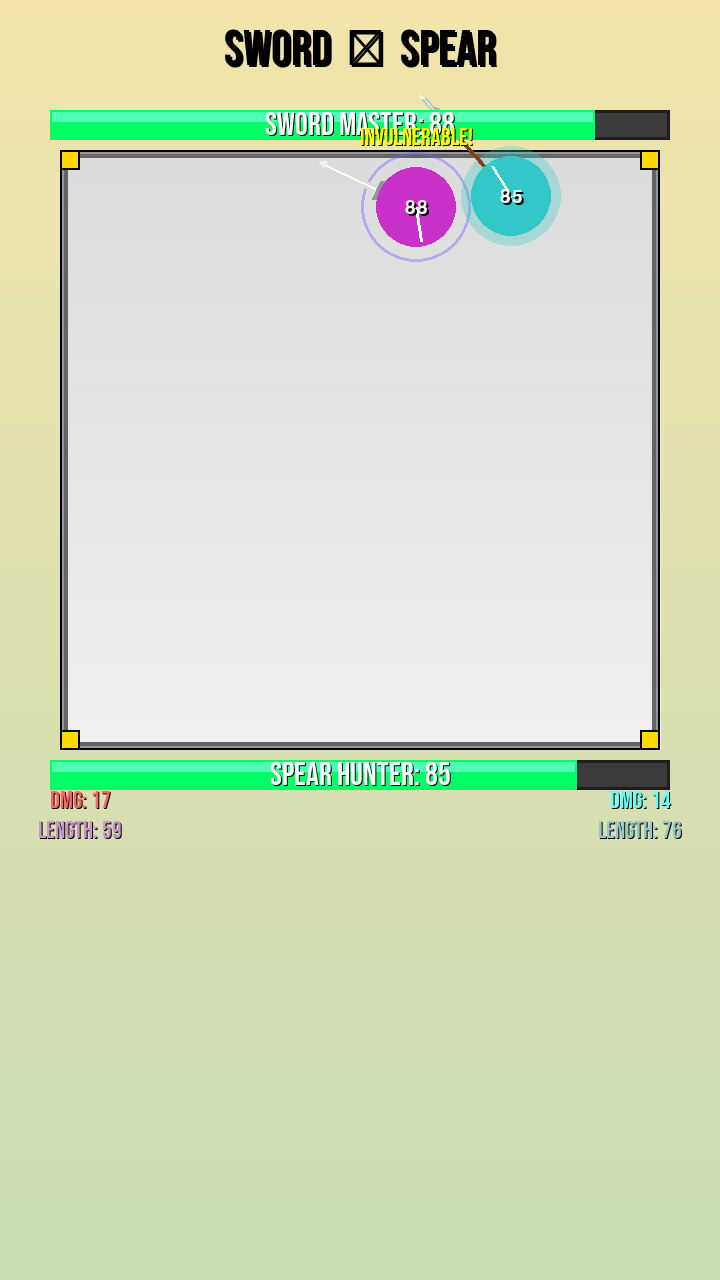 SWORD SPEAR
SWORD MASTER: 88
INVULNERABLE!
88
85
SPEAR HUNTER: 85
DMG: 17
DMG: 14
LENGTH: 59
LENGTH: 76